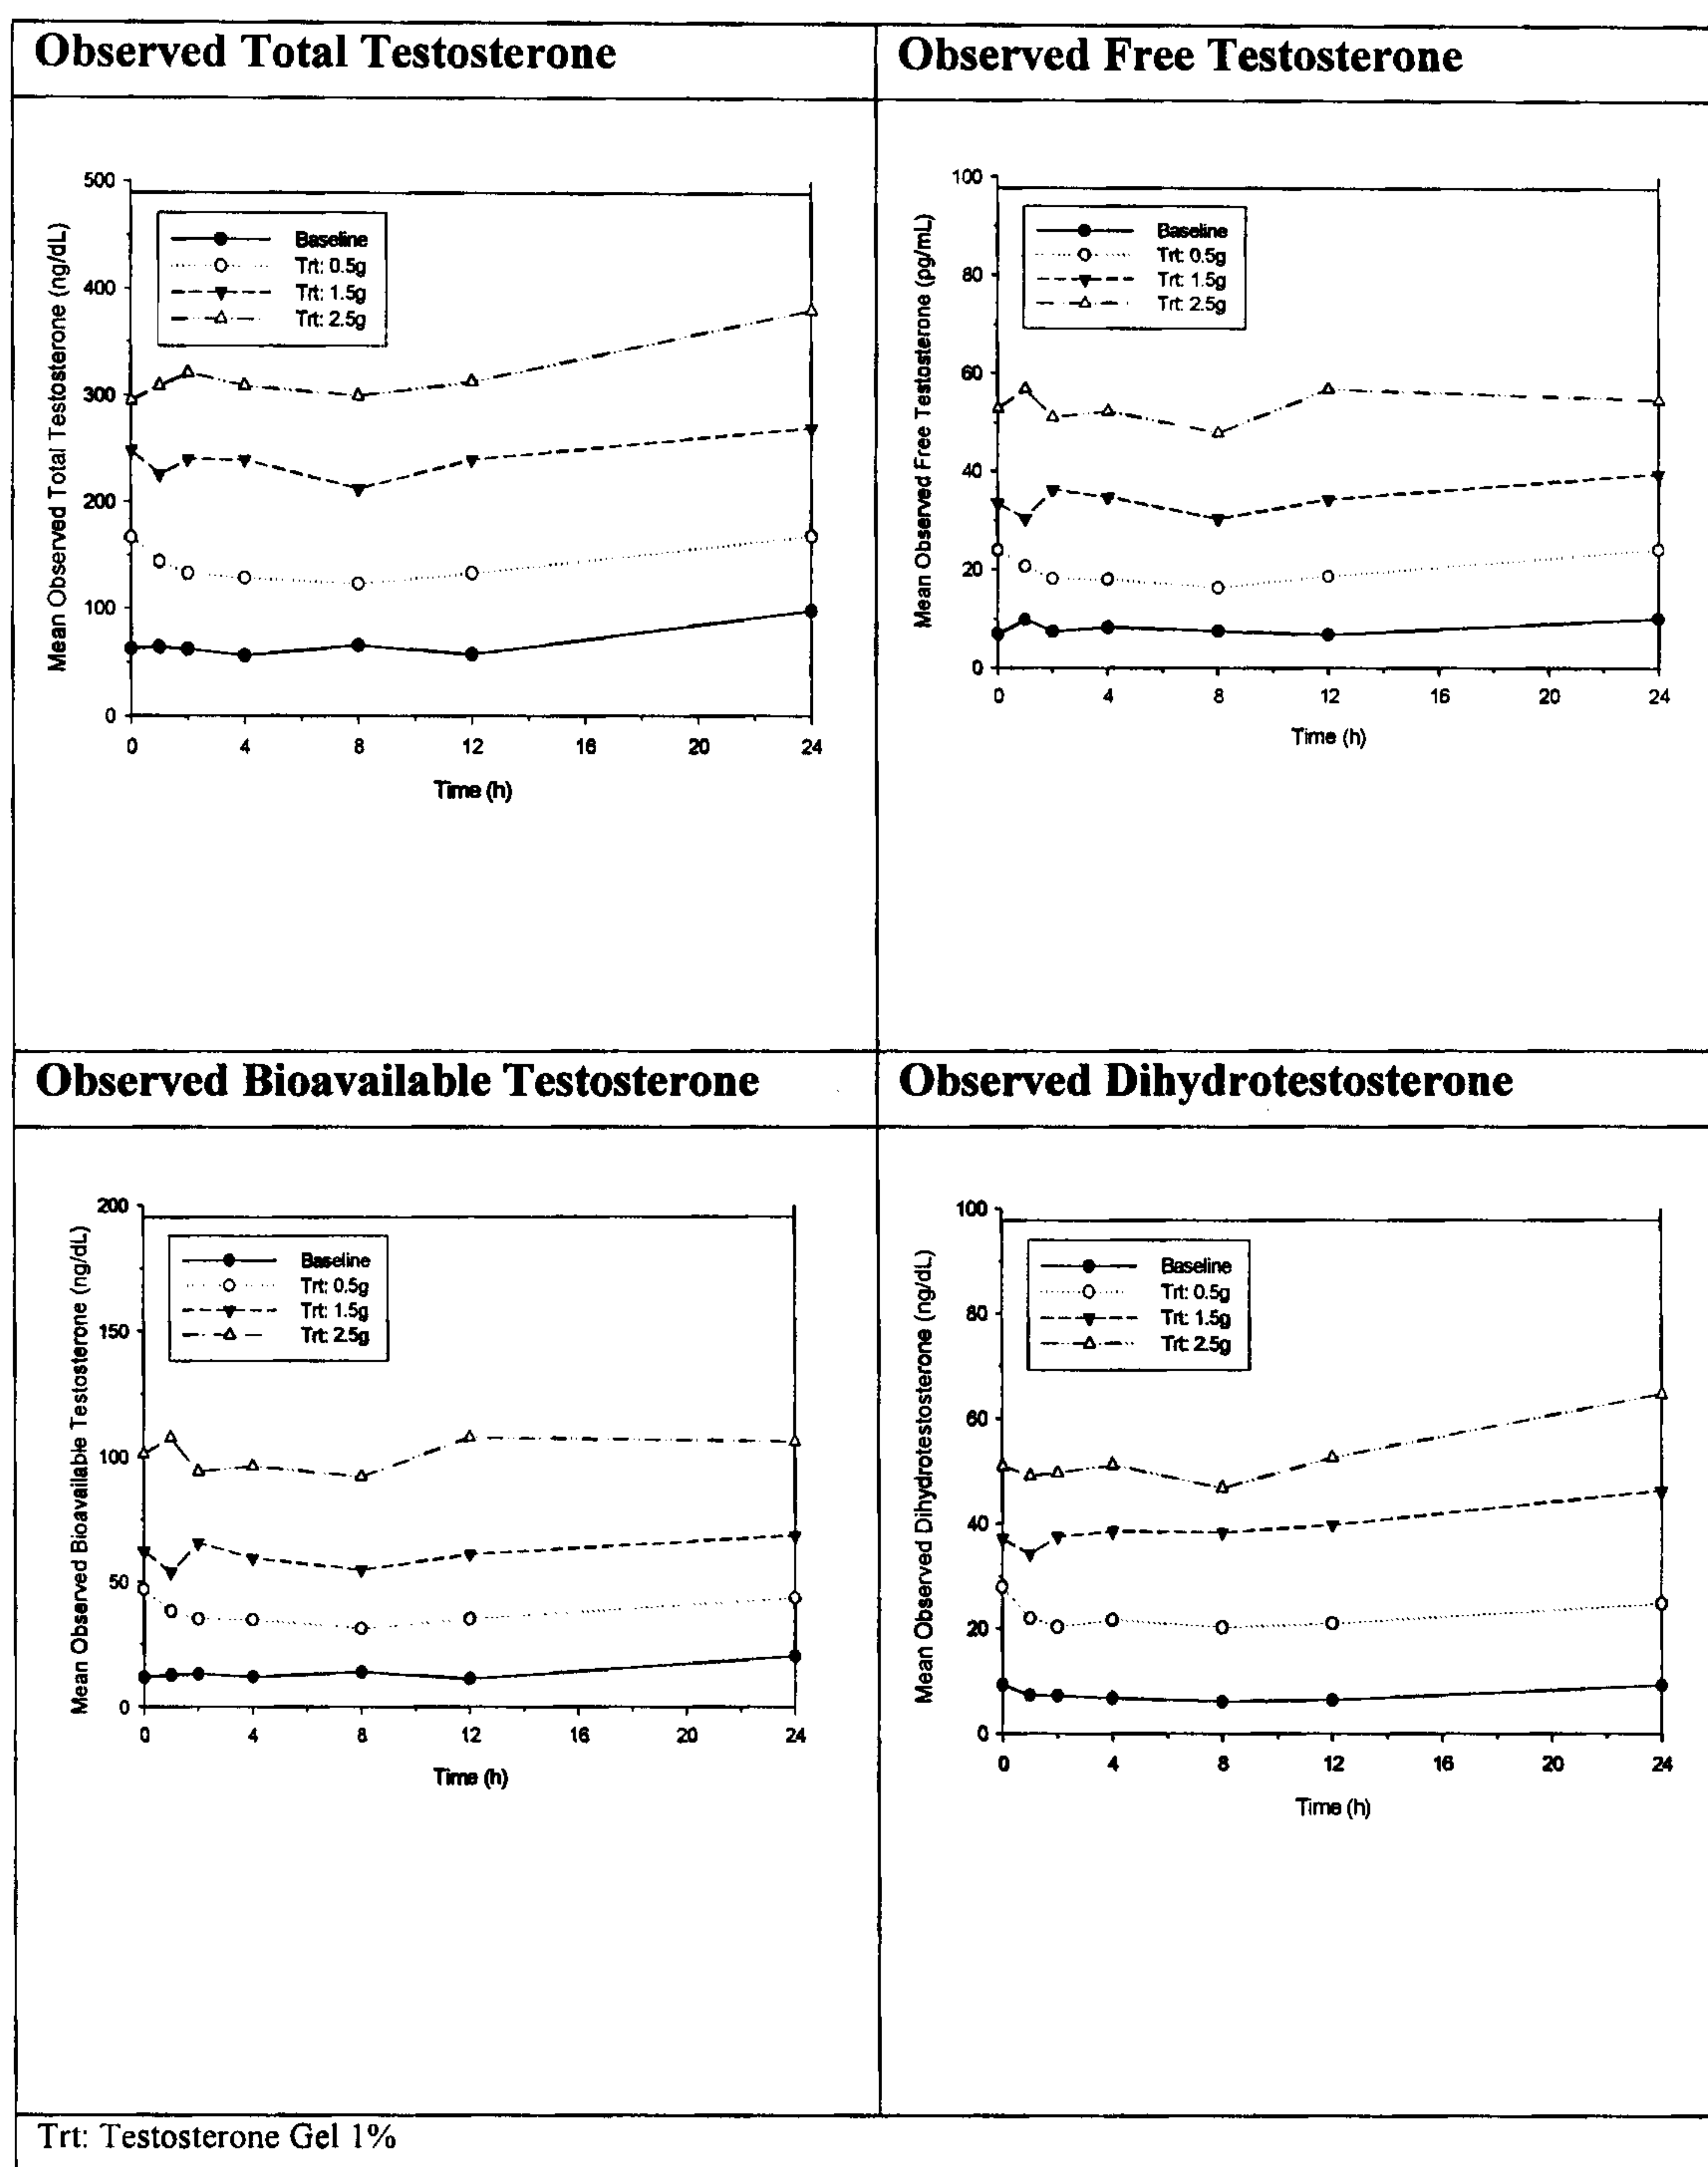 Observed Total Testosterone
500
400
300
200
100
0
Mean Observed Total Testosterone (ng/dL)
Baseline
Trt: 0.5g
Trt: 1.5g
Trt: 2.5g
0 4 8 12 16 20 24
Time (h)
Observed Free Testosterone
100
80
60
40
20
0
Mean Observed Free Testosterone (pg/mL)
Baseline
Trt: 0.5g
Trt: 1.5g
Trt: 2.5g
0 4 8 12 16 20 24
Time (h)
Observed Bioavailable Testosterone
200
150
100
50
0
Mean Observed Bioavailable Testosterone (ng/dL)
Baseline
Trt: 0.5g
Trt: 1.5g
Trt: 2.5g
0 4 8 12 16 20 24
Time (h)
Observed Dihydrotestosterone
100
80
60
40
20
0
Mean Observed Dihydrotestosterone (ng/dL)
Baseline
Trt: 0.5g
Trt: 1.5g
Trt: 2.5g
0 4 8 12 16 20 24
Time (h)
Trt: Testosterone Gel 1%